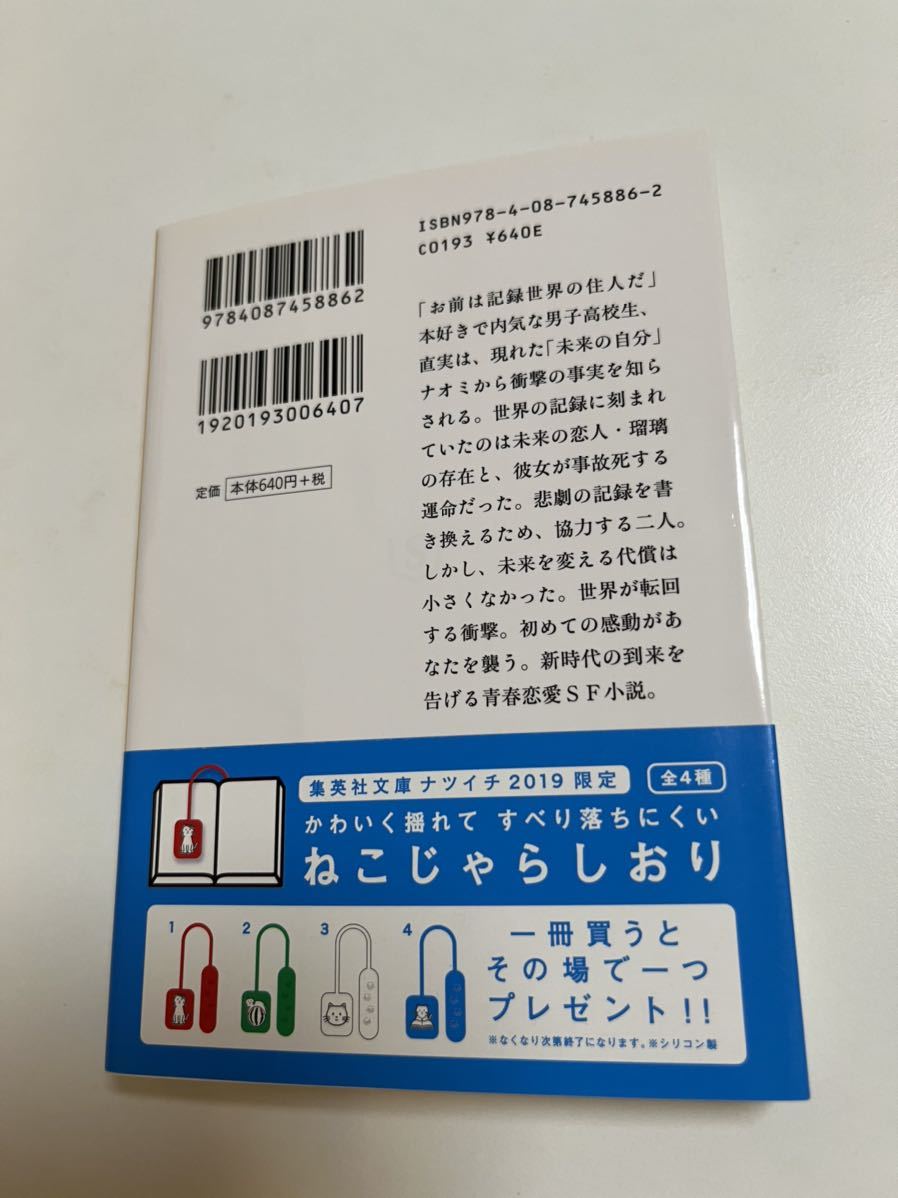 ISBN978-4-08-745886-2
C0193 ¥640E
9784087458862
1920193006407
定価 本体640円+税
「お前は記録世界の住人だ」
本好きで内気な男子高校生、
直実は、現れた「未来の自分」
ナオミから衝撃の事実を知ら
される。世界の記録に刻まれ
ていたのは未来の恋人・瑠璃
の存在と、彼女が事故死する
運命だった。悲劇の記録を書
き換えるため、協力する二人。
しかし、未来を変える代償は
小さくなかった。世界が転回
する衝撃。初めての感動があ
なたを襲う。新時代の到来を
告げる青春恋愛SF小説。
集英社文庫 ナツイチ2019 限定 全4種
かわいく揺れて すべり落ちにくい
ねこじゃらしおり
1 2 3 4
一冊買うと
その場で一つ
プレゼント!!
※なくなり次第終了になります。※シリコン製